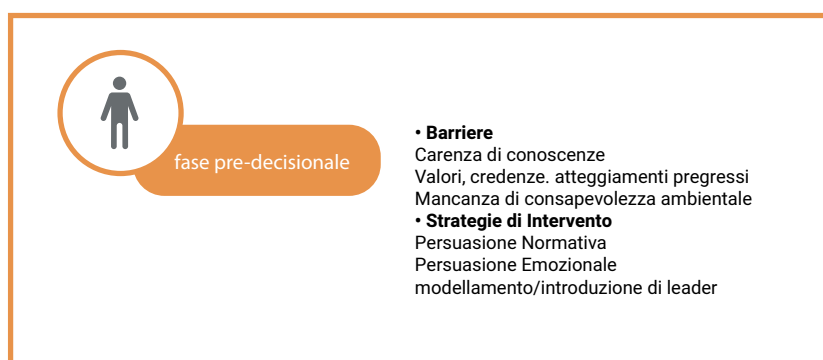 fase pre-decisionale
• Barriere
Carenza di conoscenze
Valori, credenze. atteggiamenti pregressi
Mancanza di consapevolezza ambientale
• Strategie di Intervento
Persuasione Normativa
Persuasione Emozionale
modellamento/introduzione di leader